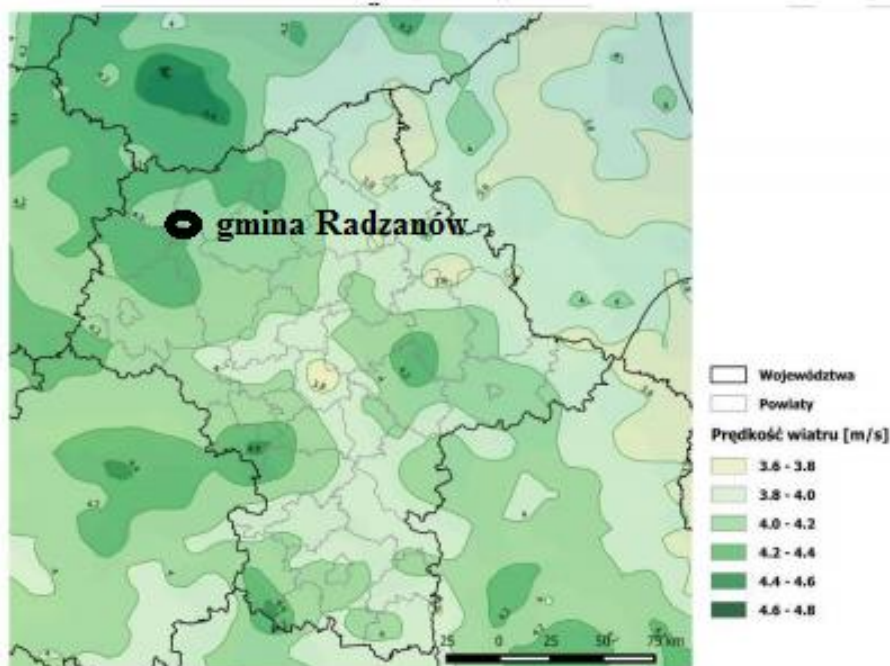 gmina Radzanów
Województwa
Powiaty
Prędkość wiatru [m/s]
3.6 - 3.8
3.8 - 4.0
4.0 - 4.2
4.2 - 4.4
4.4 - 4.6
4.6 - 4.8
25 0 25 50 75 km